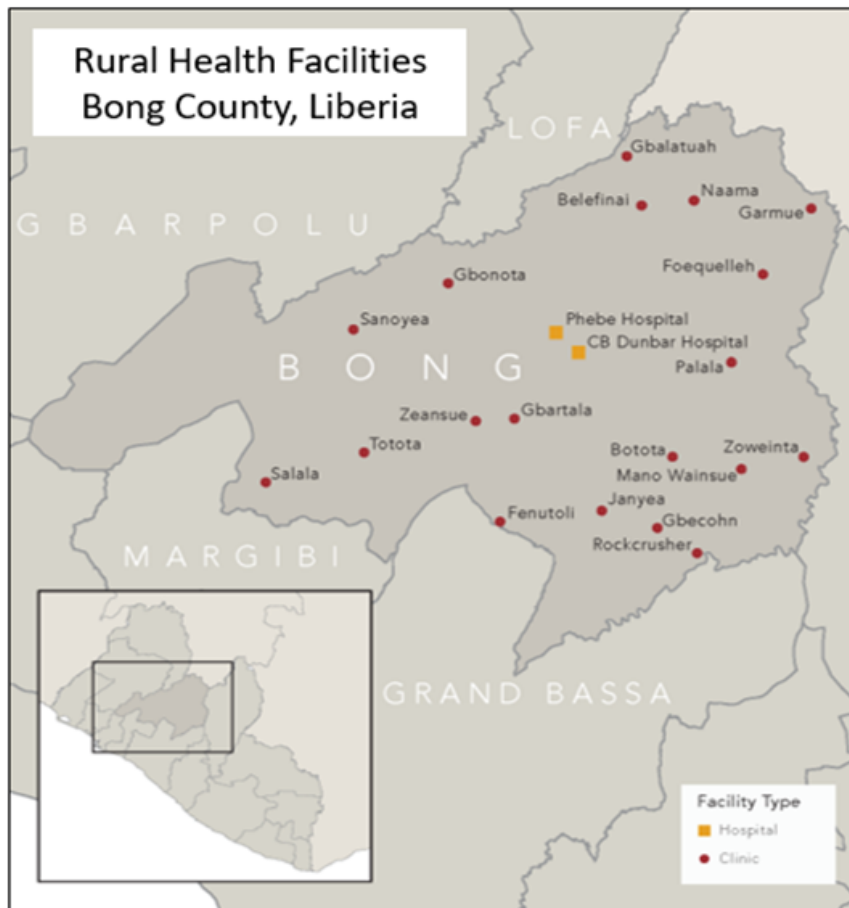 Rural Health Facilities
Bong County, Liberia
LOFA
Gbalatuah
Belefinai
Naama
Garmue
GBARPOLU
Foequelleh
Gbonota
Sanoyea
Phebe Hospital
CB Dunbar Hospital
BONG
Palala
Zeansue
Gbartala
Totota
Botota
Zoweinta
Salala
Mano Wainsue
Janyea
Fenutoli
Gbecohn
Rockcrusher
MARGIBI
GRAND BASSA
Facility Type
Hospital
Clinic